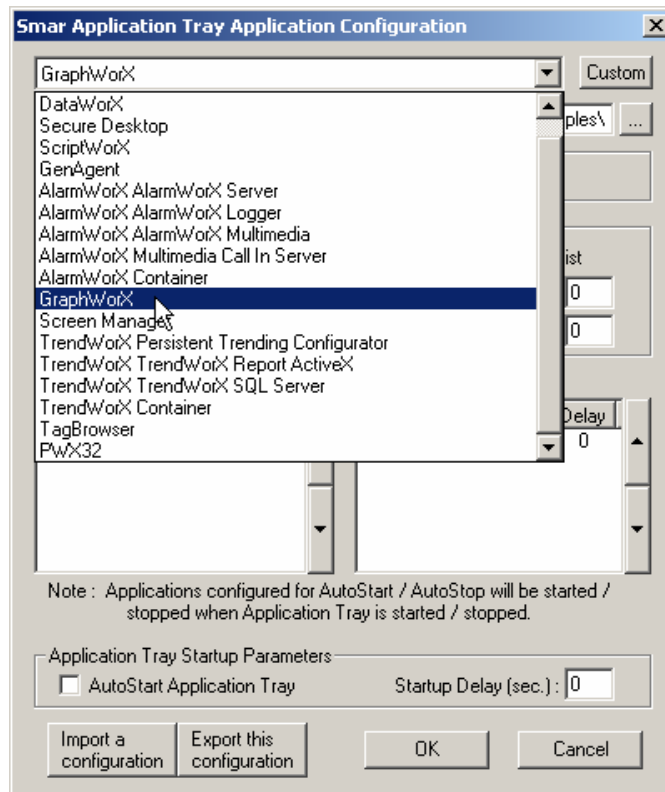 Smar Application Tray Application Configuration
GraphWorX
Custom
DataWorX
Secure Desktop
ScriptWorX
GenAgent
AlarmWorX AlarmWorX Server
AlarmWorX AlarmWorX Logger
AlarmWorX AlarmWorX Multimedia
AlarmWorX Multimedia Call In Server
AlarmWorX Container
GraphWorX
Screen Manager
TrendWorX Persistent Trending Configurator
TrendWorX TrendWorX Report ActiveX
TrendWorX TrendWorX SQL Server
TrendWorX Container
TagBrowser
PWX32
ples\ ...
ist
0
0
Delay
0
Note : Applications configured for AutoStart / AutoStop will be started /
stopped when Application Tray is started / stopped.
Application Tray Startup Parameters
AutoStart Application Tray
Startup Delay (sec.) : 0
Import a
configuration
Export this
configuration
OK
Cancel